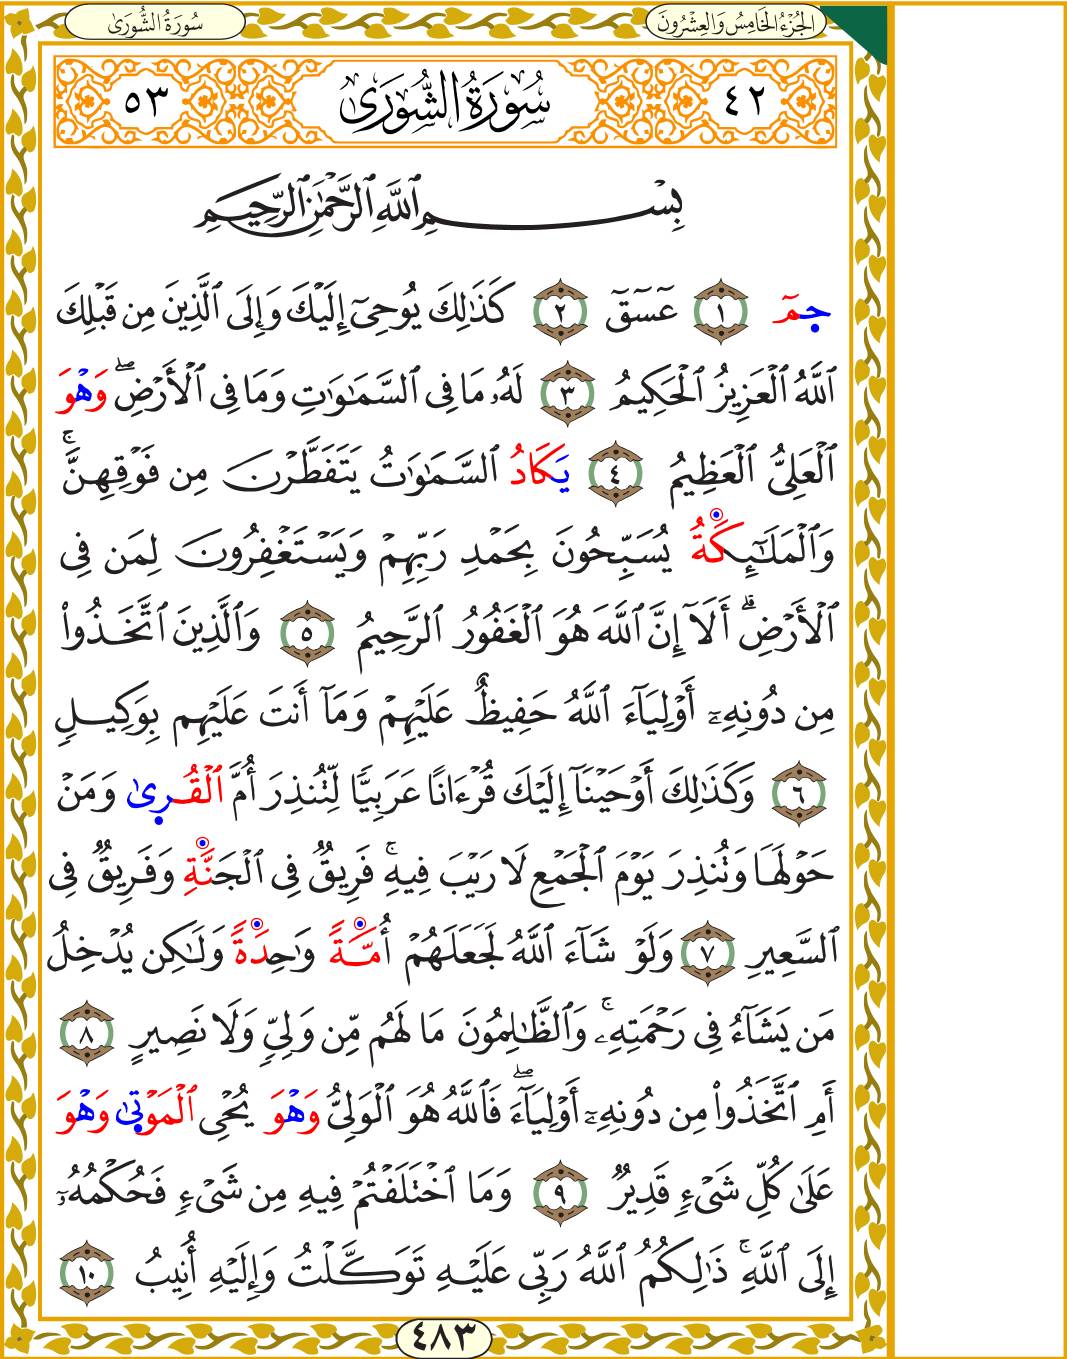 الجُزْءُ الخَامِسُ وَالعِشْرُونَ سُورَةُ الشُّورَىٰ
٤٢ سُورَةُ الشُّورَىٰ ٥٣
بِسْمِ ٱللَّهِ ٱلرَّحْمَٰنِ ٱلرَّحِيمِ
حمٓ ١ عٓسٓقٓ ٢ كَذَٰلِكَ يُوحِىٓ إِلَيْكَ وَإِلَى ٱلَّذِينَ مِن قَبْلِكَ
ٱللَّهُ ٱلْعَزِيزُ ٱلْحَكِيمُ ٣ لَهُۥ مَا فِى ٱلسَّمَٰوَٰتِ وَمَا فِى ٱلْأَرْضِۖ وَهْوَ
ٱلْعَلِىُّ ٱلْعَظِيمُ ٤ يَكَادُ ٱلسَّمَٰوَٰتُ يَتَفَطَّرْنَ مِن فَوْقِهِنَّۚ
وَٱلْمَلَٰٓئِكَةُ يُسَبِّحُونَ بِحَمْدِ رَبِّهِمْ وَيَسْتَغْفِرُونَ لِمَن فِى
ٱلْأَرْضِۗ أَلَآ إِنَّ ٱللَّهَ هُوَ ٱلْغَفُورُ ٱلرَّحِيمُ ٥ وَٱلَّذِينَ ٱتَّخَذُوا۟
مِن دُونِهِۦٓ أَوْلِيَآءَ ٱللَّهُ حَفِيظٌ عَلَيْهِمْ وَمَآ أَنتَ عَلَيْهِم بِوَكِيلٍ
٦ وَكَذَٰلِكَ أَوْحَيْنَآ إِلَيْكَ قُرْءَانًا عَرَبِيًّا لِّتُنذِرَ أُمَّ ٱلْقُرىٰ وَمَنْ
حَوْلَهَا وَتُنذِرَ يَوْمَ ٱلْجَمْعِ لَا رَيْبَ فِيهِۚ فَرِيقٌ فِى ٱلْجَنَّةِ وَفَرِيقٌ فِى
ٱلسَّعِيرِ ٧ وَلَوْ شَآءَ ٱللَّهُ لَجَعَلَهُمْ أُمَّةً وَٰحِدَةً وَلَٰكِن يُدْخِلُ
مَن يَشَآءُ فِى رَحْمَتِهِۦۚ وَٱلظَّٰلِمُونَ مَا لَهُم مِّن وَلِىٍّ وَلَا نَصِيرٍ ٨
أَمِ ٱتَّخَذُوا۟ مِن دُونِهِۦٓ أَوْلِيَآءَۖ فَٱللَّهُ هُوَ ٱلْوَلِىُّ وَهْوَ يُحْىِ ٱلْمَوْتىٰ وَهْوَ
عَلَىٰ كُلِّ شَىْءٍ قَدِيرٌ ٩ وَمَا ٱخْتَلَفْتُمْ فِيهِ مِن شَىْءٍ فَحُكْمُهُۥٓ
إِلَى ٱللَّهِۚ ذَٰلِكُمُ ٱللَّهُ رَبِّى عَلَيْهِ تَوَكَّلْتُ وَإِلَيْهِ أُنِيبُ ١٠
٤٨٣